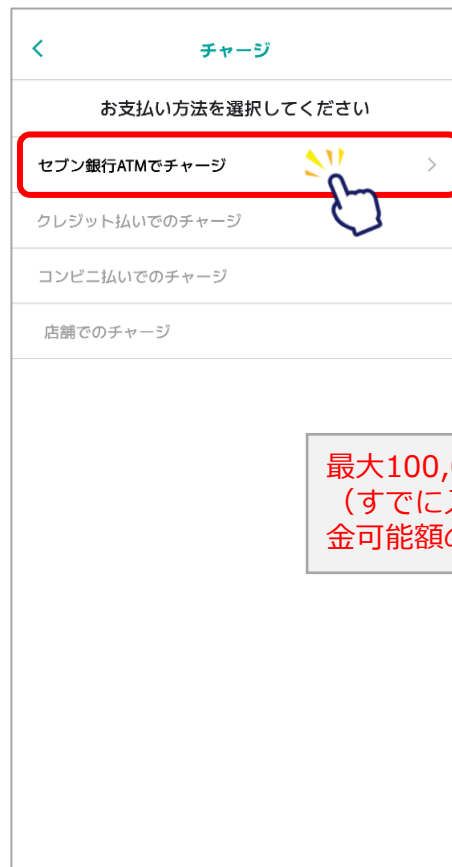 チャージ
お支払い方法を選択してください
セブン銀行ATMでチャージ
クレジット払いでのチャージ
コンビニ払いでのチャージ
店舗でのチャージ
最大100,
（すでに
金可能額